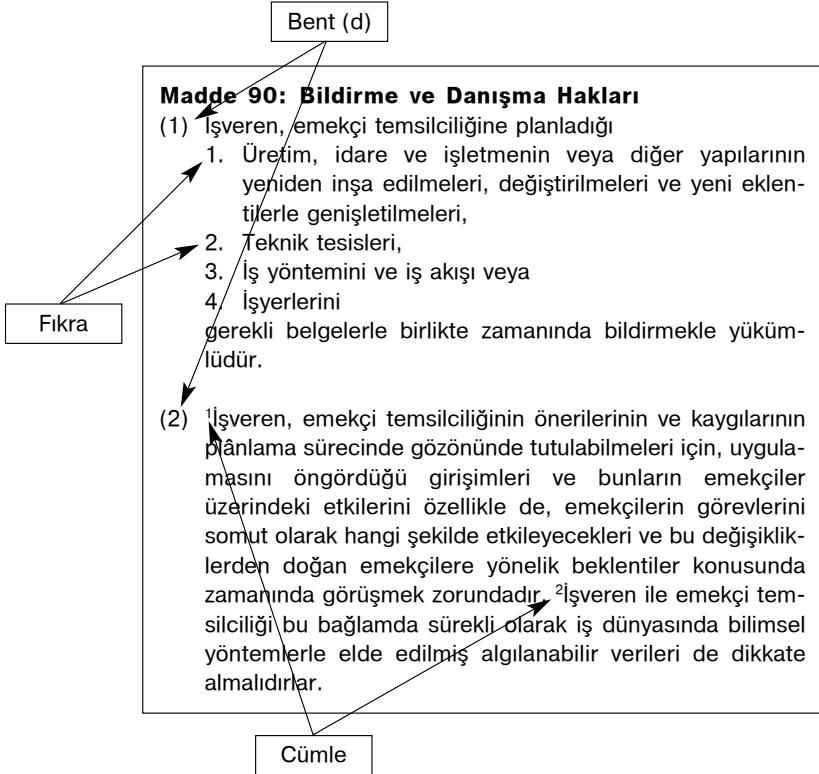 Bent (d)
Madde 90: Bildirme ve Danışma Hakları
(1) İşveren, emekçi temsilciliğine planladığı
1. Üretim, idare ve işletmenin veya diğer yapılarının
yeniden inşa edilmeleri, değiştirilmeleri ve yeni eklen-
tilerle genişletilmeleri,
2. Teknik tesisleri,
3. İş yöntemini ve iş akışı veya
4. İşyerlerini
Fıkra
gerekli belgelerle birlikte zamanında bildirmekle yüküm-
lüdür.
(2) ¹İşveren, emekçi temsilciliğinin önerilerinin ve kaygılarının
plânlama sürecinde gözönünde tutulabilmeleri için, uygula-
masını öngördüğü girişimleri ve bunların emekçiler
üzerindeki etkilerini özellikle de, emekçilerin görevlerini
somut olarak hangi şekilde etkileyecekleri ve bu değişiklik-
lerden doğan emekçilere yönelik beklentiler konusunda
zamanında görüşmek zorundadır. ²İşveren ile emekçi tem-
silciliği bu bağlamda sürekli olarak iş dünyasında bilimsel
yöntemlerle elde edilmiş algılanabilir verileri de dikkate
almalıdırlar.
Cümle